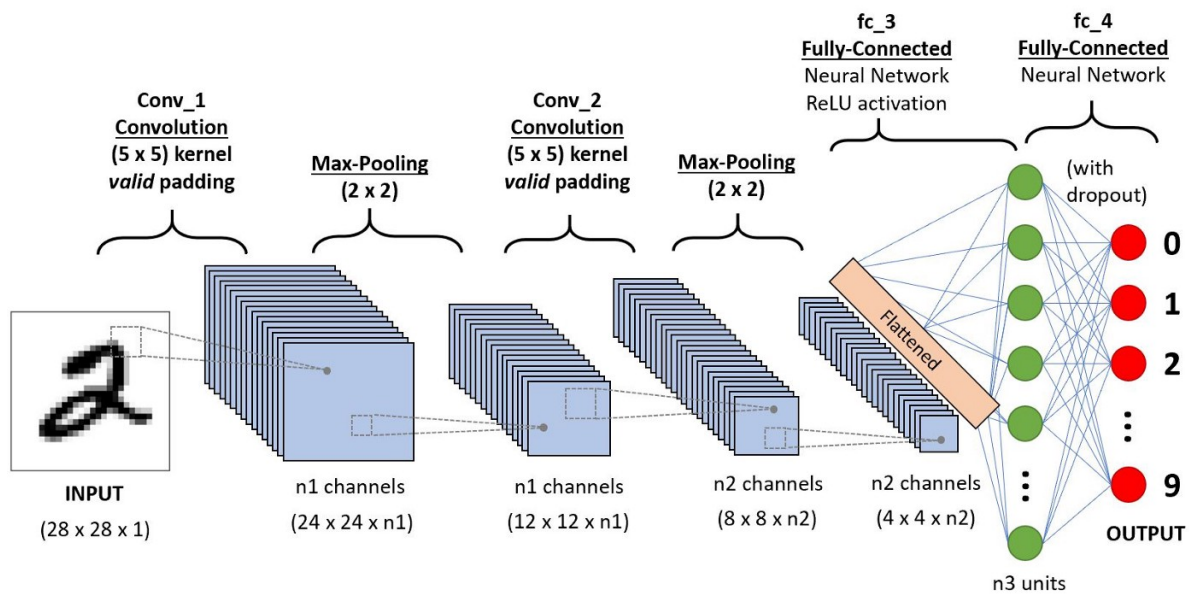 fc_3
Fully-Connected
Neural Network
ReLU activation
fc_4
Fully-Connected
Neural Network
Conv_1
Convolution
(5 x 5) kernel
valid padding
Max-Pooling
(2 x 2)
Conv_2
Convolution
(5 x 5) kernel
valid padding
Max-Pooling
(2 x 2)
(with
dropout)
Flattened
0
1
2
9
INPUT
(28 x 28 x 1)
n1 channels
(24 x 24 x n1)
n1 channels
(12 x 12 x n1)
n2 channels
(8 x 8 x n2)
n2 channels
(4 x 4 x n2)
OUTPUT
n3 units